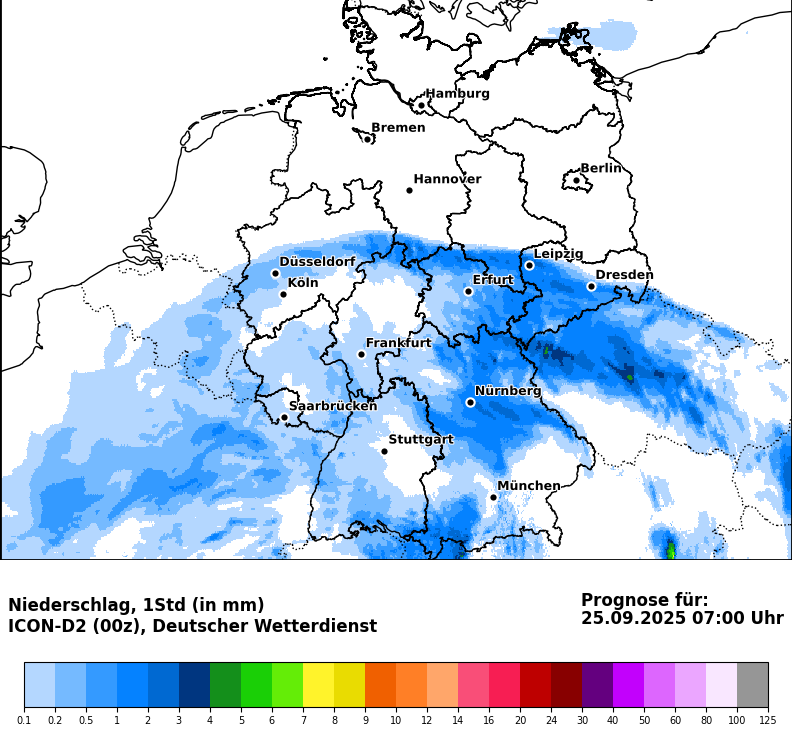 Hamburg
Bremen
Berlin
Hannover
Leipzig
Düsseldorf
Dresden
Köln
Erfurt
Frankfurt
Nürnberg
Saarbrücken
Stuttgart
München
Niederschlag, 1Std (in mm)
ICON-D2 (00z), Deutscher Wetterdienst
Prognose für:
25.09.2025 07:00 Uhr
0.1 0.2 0.5 1 2 3 4 5 6 7 8 9 10 12 14 16 20 24 30 40 50 60 80 100 125